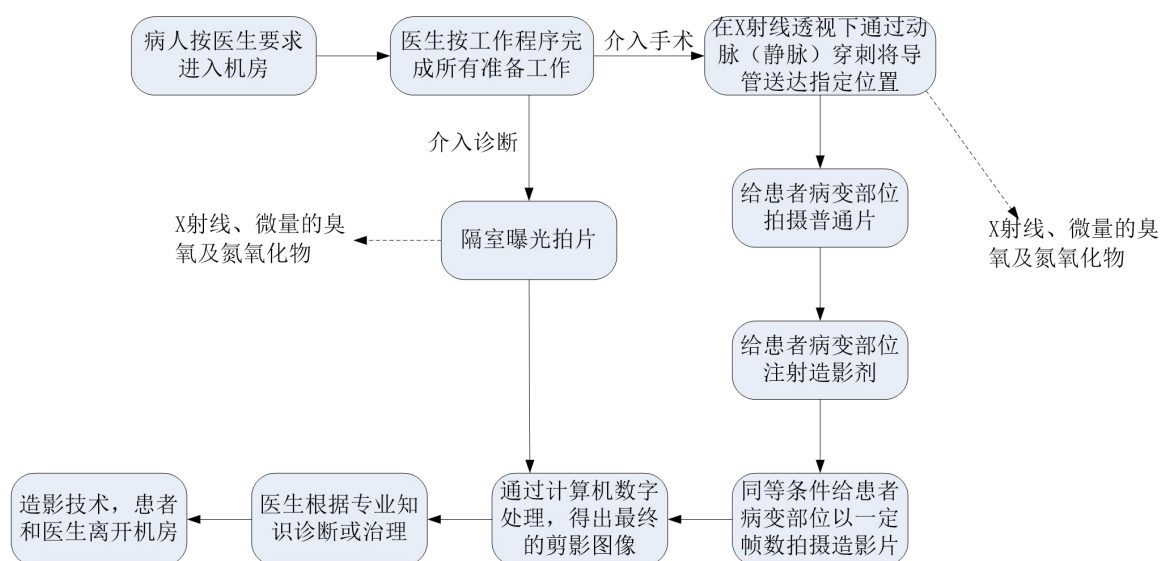 病人按医生要求
进入机房
医生按工作程序完
成所有准备工作
介入手术
在X射线透视下通过动
脉（静脉）穿刺将导
管送达指定位置
介入诊断
给患者病变部位
拍摄普通片
X射线、微量的臭
氧及氮氧化物
隔室曝光拍片
X射线、微量的臭
氧及氮氧化物
给患者病变部位
注射造影剂
造影技术，患者
和医生离开机房
医生根据专业知
识诊断或治理
通过计算机数字
处理，得出最终
的剪影图像
同等条件给患者
病变部位以一定
帧数拍摄造影片